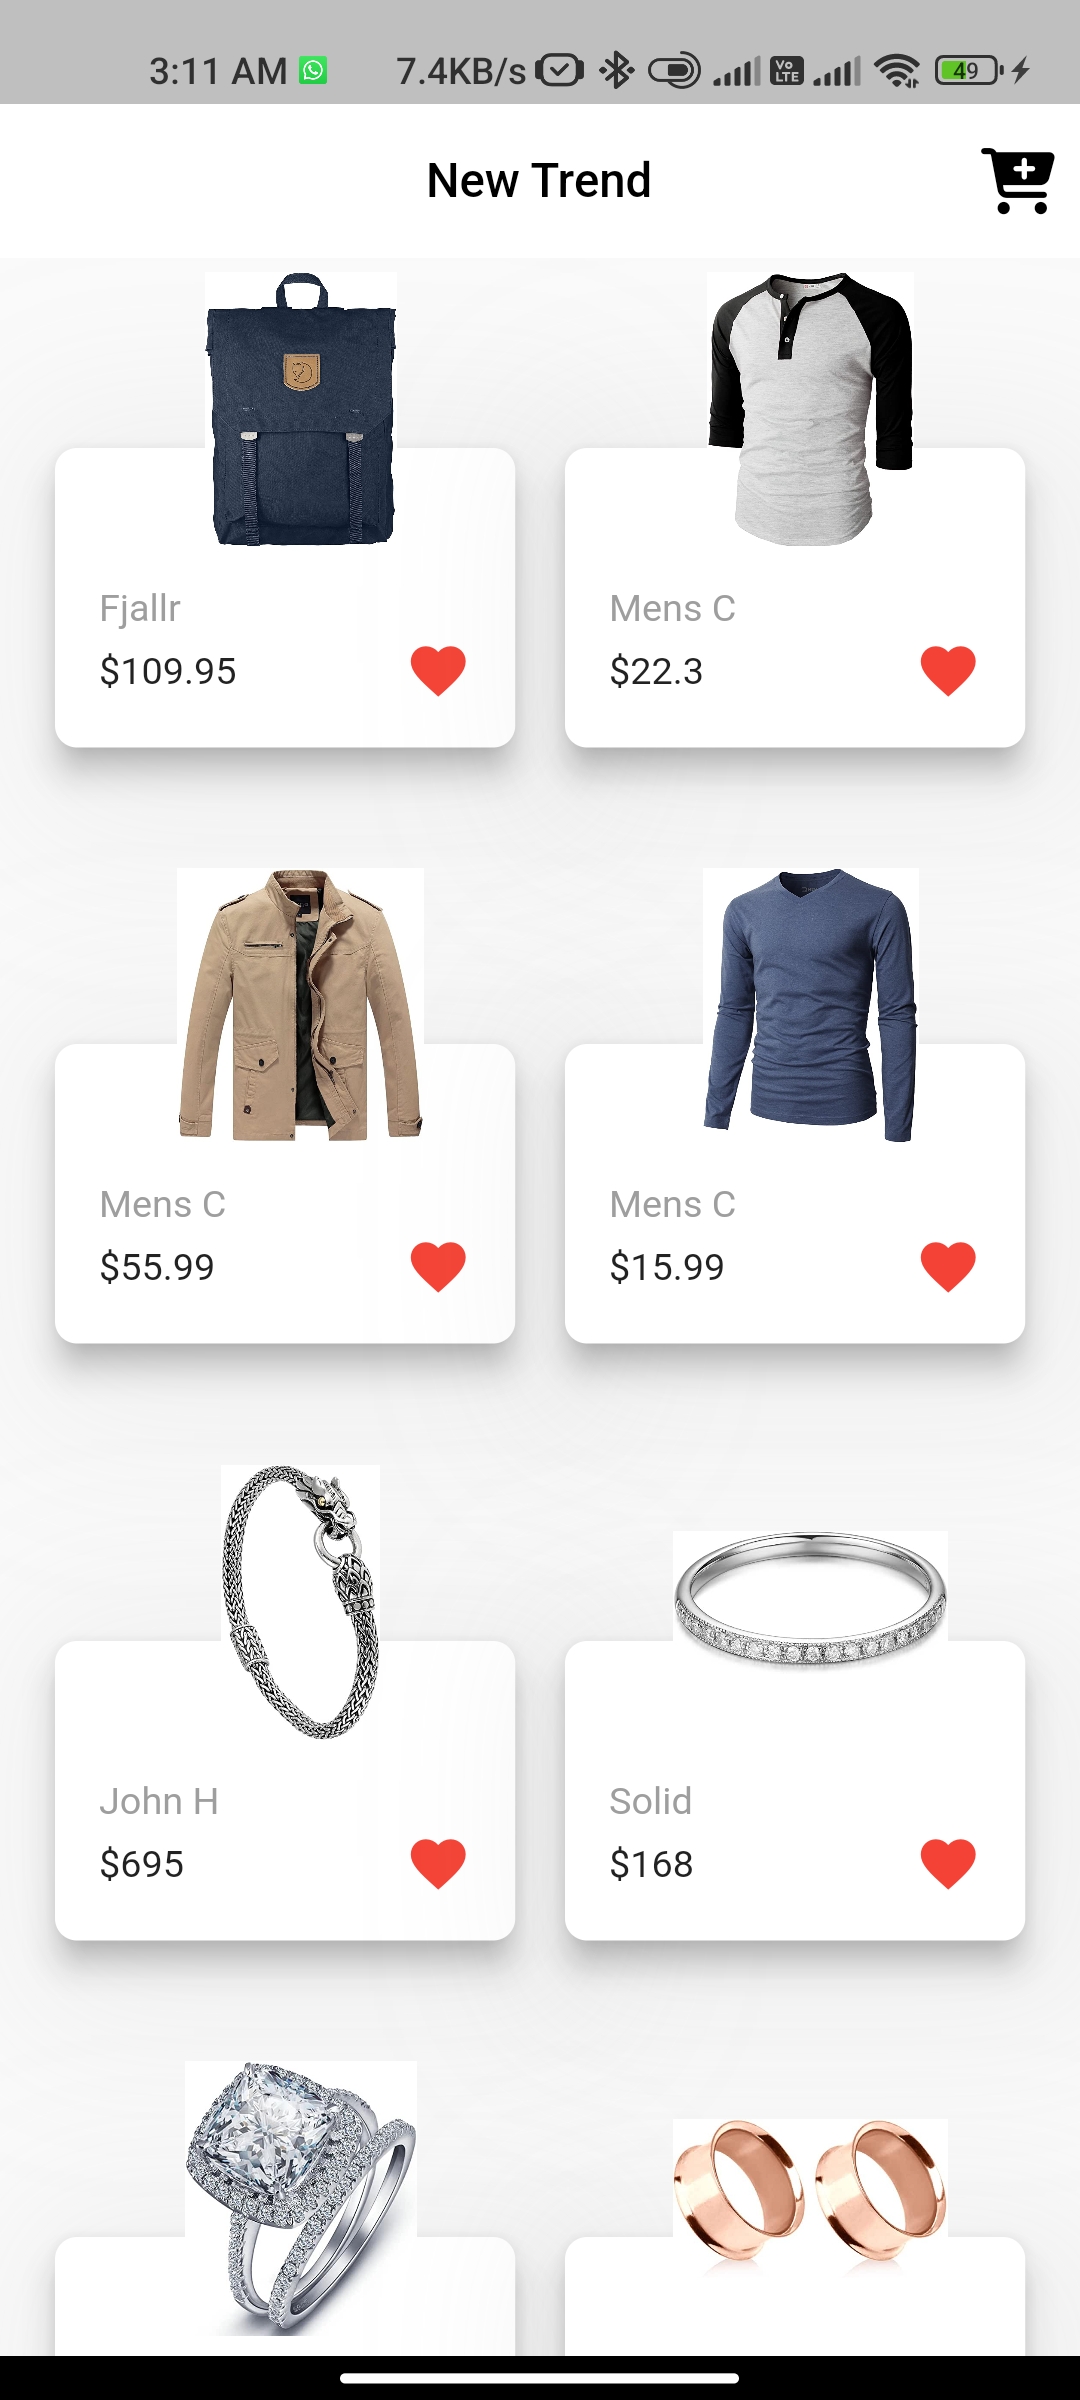 3:11 AM 7.4KB/s Vo LTE 49
New Trend
Fjallr
$109.95
Mens C
$22.3
Mens C
$55.99
Mens C
$15.99
John H
$695
Solid
$168